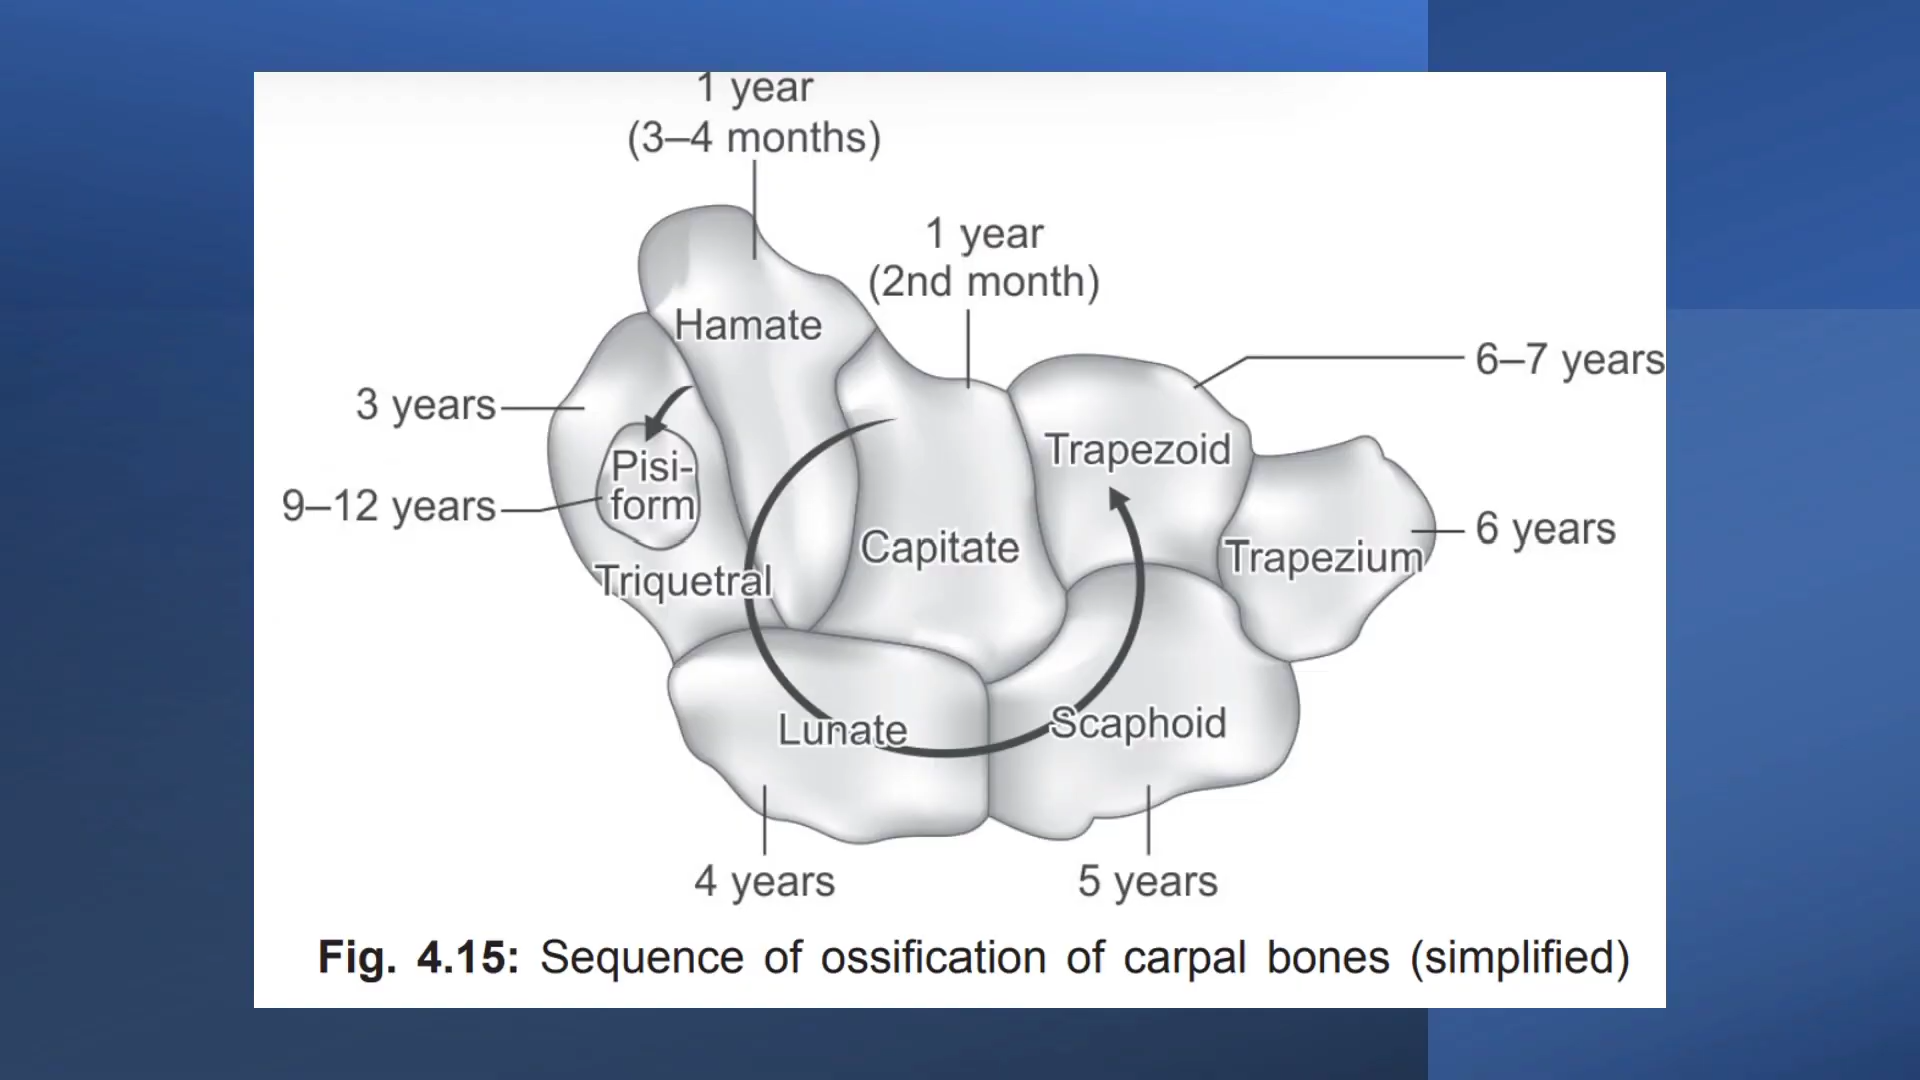 1 year
(3–4 months)
1 year
(2nd month)
Hamate
6–7 years
3 years
Trapezoid
Pisi-
form
9–12 years
6 years
Capitate
Trapezium
Triquetral
Lunate
Scaphoid
4 years
5 years
Fig. 4.15: Sequence of ossification of carpal bones (simplified)